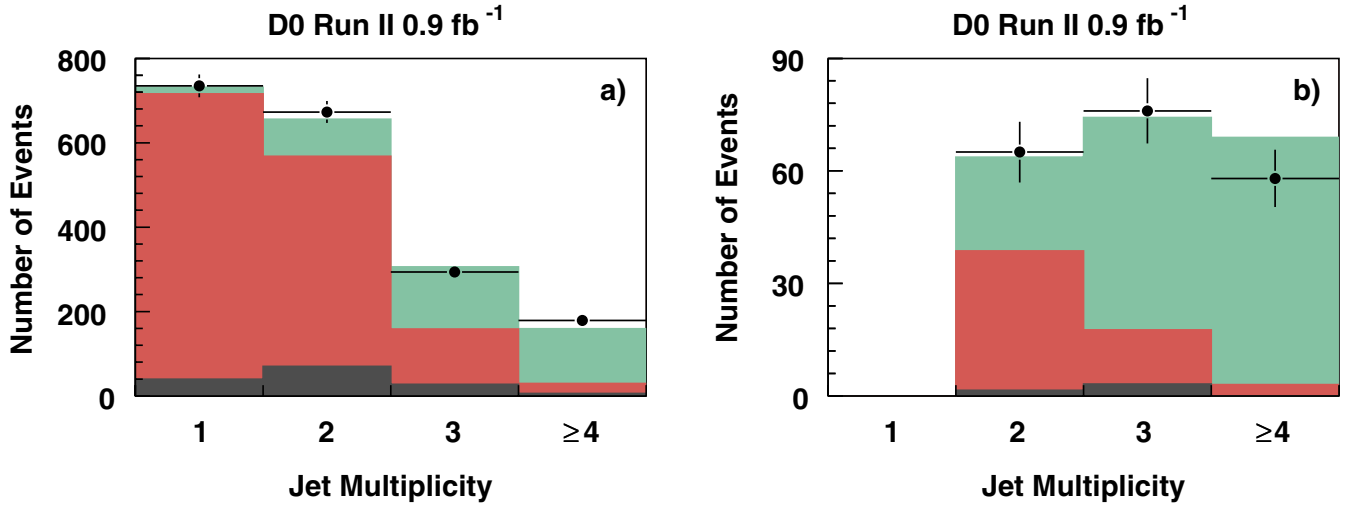 D0 Run II 0.9 fb -1
a)
Number of Events
800
600
400
200
0
1 2 3 ≥4
Jet Multiplicity
D0 Run II 0.9 fb -1
b)
Number of Events
90
60
30
0
1 2 3 ≥4
Jet Multiplicity